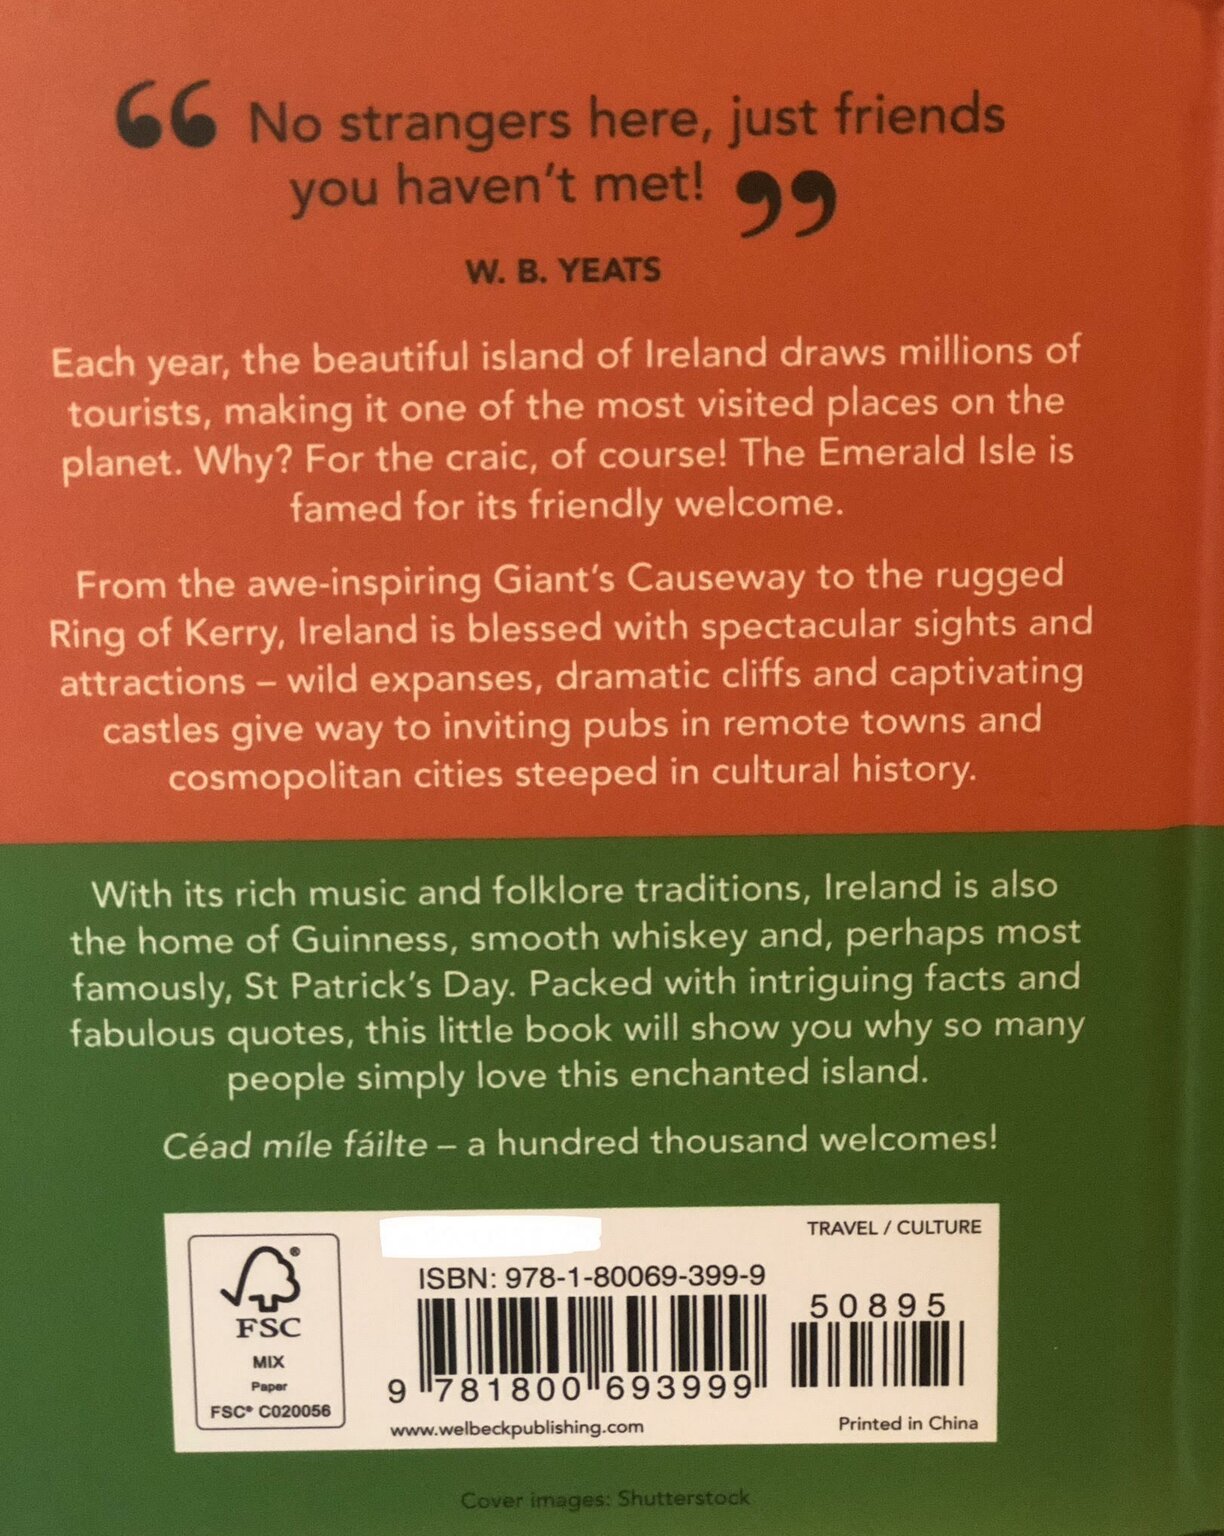 “ No strangers here, just friends
you haven’t met! ”
W. B. YEATS
Each year, the beautiful island of Ireland draws millions of
tourists, making it one of the most visited places on the
planet. Why? For the craic, of course! The Emerald Isle is
famed for its friendly welcome.
From the awe-inspiring Giant’s Causeway to the rugged
Ring of Kerry, Ireland is blessed with spectacular sights and
attractions – wild expanses, dramatic cliffs and captivating
castles give way to inviting pubs in remote towns and
cosmopolitan cities steeped in cultural history.
With its rich music and folklore traditions, Ireland is also
the home of Guinness, smooth whiskey and, perhaps most
famously, St Patrick’s Day. Packed with intriguing facts and
fabulous quotes, this little book will show you why so many
people simply love this enchanted island.
Céad míle fáilte – a hundred thousand welcomes!
TRAVEL / CULTURE
ISBN: 978-1-80069-399-9
50895
9 781800 693999
www.welbeckpublishing.com
Printed in China
FSC
MIX
Paper
FSC® C020056
Cover images: Shutterstock